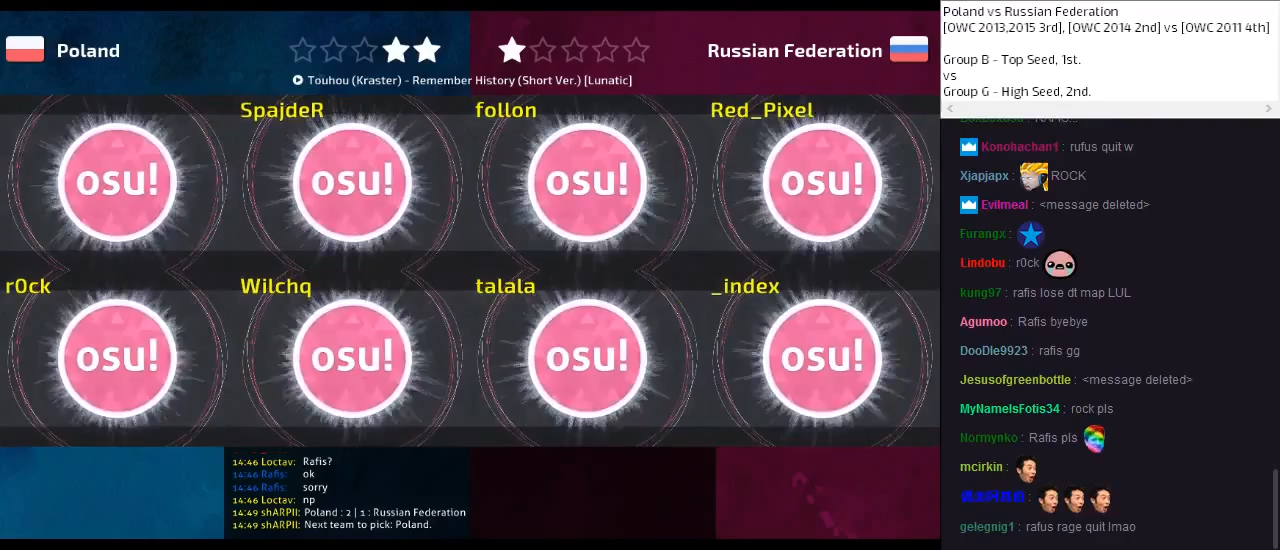 Poland
Russian Federation
Touhou (Kraster) - Remember History (Short Ver.) [Lunatic]
SpajdeR
follon
Red_Pixel
osu!
osu!
osu!
osu!
r0ck
Wilchq
talala
_index
osu!
osu!
osu!
osu!
14:46 Loctav: Rafis?
14:46 Rafis: ok
14:46 Rafis: sorry
14:46 Loctav: np
14:49 shARPII: Poland : 2 | 1 : Russian Federation
14:49 shARPII: Next team to pick: Poland.
Poland vs Russian Federation
[OWC 2013,2015 3rd], [OWC 2014 2nd] vs [OWC 2011 4th]
Group B - Top Seed, 1st.
vs
Group G - High Seed, 2nd.
Konohachan1 : rufus quit w
Xjapjapx : ROCK
Evilmeal : <message deleted>
Furangx :
Lindobu : r0ck
kung97 : rafis lose dt map LUL
Agumoo : Rafis byebye
DooDle9923 : rafis gg
Jesusofgreenbottle : <message deleted>
MyNameIsFotis34 : rock pls
Normynko : Rafis pls
mcirkin :
gelegnig1 : rafus rage quit lmao